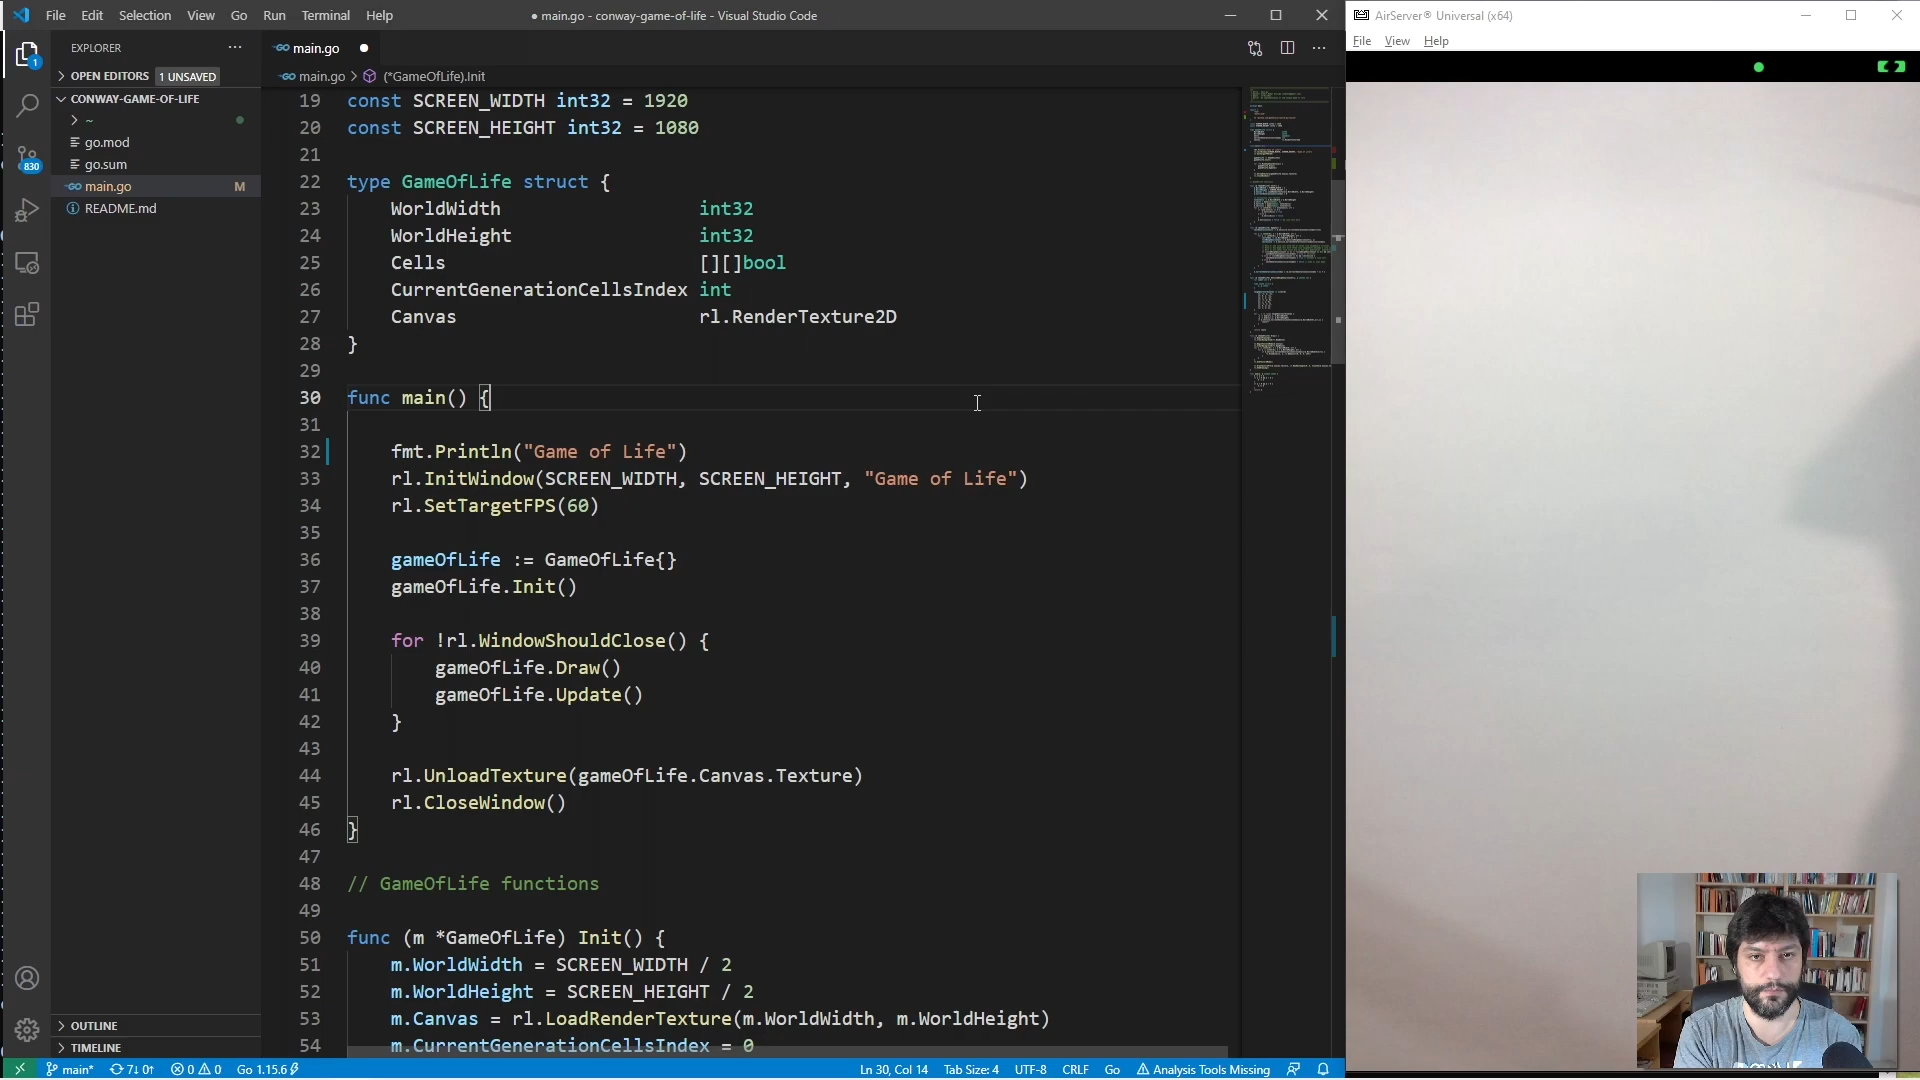 File Edit Selection View Go Run Terminal Help
● main.go - conway-game-of-life - Visual Studio Code
EXPLORER
OPEN EDITORS 1 UNSAVED
CONWAY-GAME-OF-LIFE
~
go.mod
go.sum
main.go M
README.md
OUTLINE
TIMELINE
1
830
main.go
main.go > (*GameOfLife).Init
19 const SCREEN_WIDTH int32 = 1920
20 const SCREEN_HEIGHT int32 = 1080
21
22 type GameOfLife struct {
23 WorldWidth int32
24 WorldHeight int32
25 Cells [][]bool
26 CurrentGenerationCellsIndex int
27 Canvas rl.RenderTexture2D
28 }
29
30 func main() {
31
32 fmt.Println("Game of Life")
33 rl.InitWindow(SCREEN_WIDTH, SCREEN_HEIGHT, "Game of Life")
34 rl.SetTargetFPS(60)
35
36 gameOfLife := GameOfLife{}
37 gameOfLife.Init()
38
39 for !rl.WindowShouldClose() {
40 gameOfLife.Draw()
41 gameOfLife.Update()
42 }
43
44 rl.UnloadTexture(gameOfLife.Canvas.Texture)
45 rl.CloseWindow()
46 }
47
48 // GameOfLife functions
49
50 func (m *GameOfLife) Init() {
51 m.WorldWidth = SCREEN_WIDTH / 2
52 m.WorldHeight = SCREEN_HEIGHT / 2
53 m.Canvas = rl.LoadRenderTexture(m.WorldWidth, m.WorldHeight)
54 m.CurrentGenerationCellsIndex = 0
main* 7↓ 0↑ 0 0 Go 1.15.6 Ln 30, Col 14 Tab Size: 4 UTF-8 CRLF Go Analysis Tools Missing
AirServer® Universal (x64)
File View Help